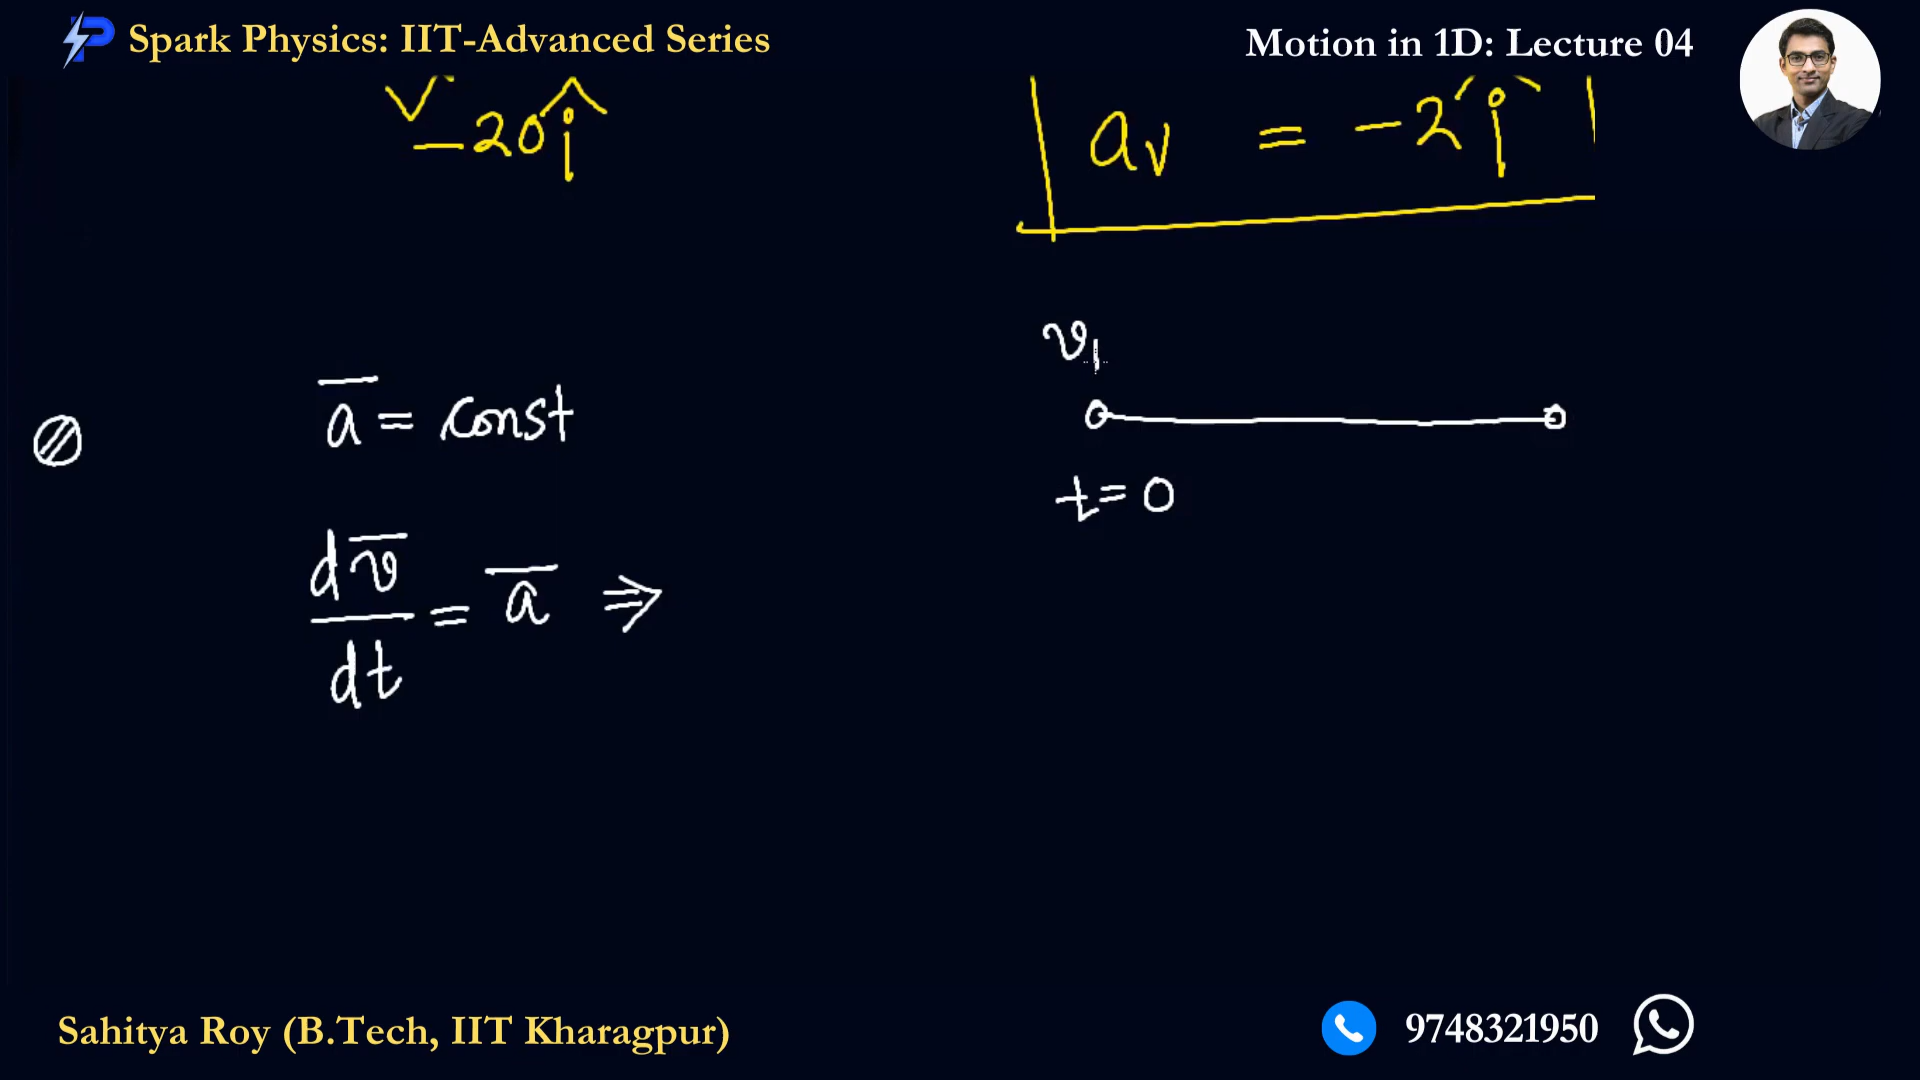 Spark Physics: IIT-Advanced Series
Motion in 1D: Lecture 04
-20î
av = -2î
v1
a̅ = const
t = 0
dv̅/dt = a̅ ⇒
Sahitya Roy (B.Tech, IIT Kharagpur)
9748321950